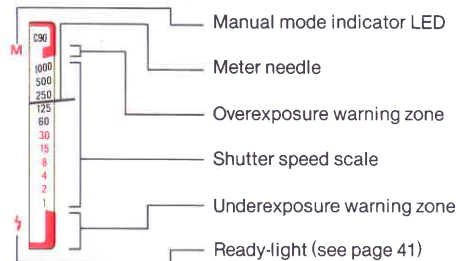 Manual mode indicator LED
£90
M
1000
Meter needle
500
250
125
Overexposure warning zone
60
30
15
Shutter speed scale
8
4
2
1
Underexposure warning zone
Ready-light (see page 41)